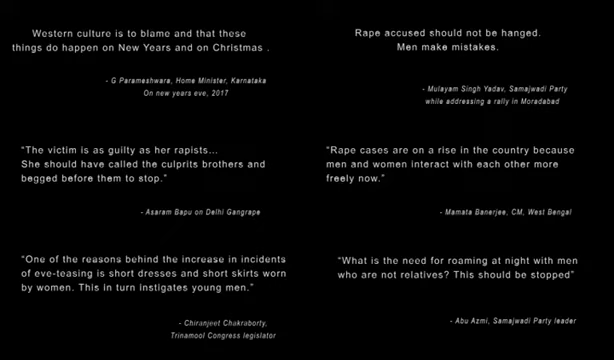 Western culture is to blame and that these
things do happen on New Years and on Christmas .
- G Parameshwara, Home Minister, Karnataka
On new years eve, 2017
Rape accused should not be hanged.
Men make mistakes.
- Mulayam Singh Yadav, Samajwadi Party
while addressing a rally in Moradabad
“The victim is as guilty as her rapists...
She should have called the culprits brothers and
begged before them to stop.”
- Asaram Bapu on Delhi Gangrape
“Rape cases are on a rise in the country because
men and women interact with each other more
freely now.”
- Mamata Banerjee, CM, West Bengal
“One of the reasons behind the increase in incidents
of eve-teasing is short dresses and short skirts worn
by women. This in turn instigates young men.”
- Chiranjeet Chakraborty,
Trinamool Congress legislator
“What is the need for roaming at night with men
who are not relatives? This should be stopped”
- Abu Azmi, Samajwadi Party leader